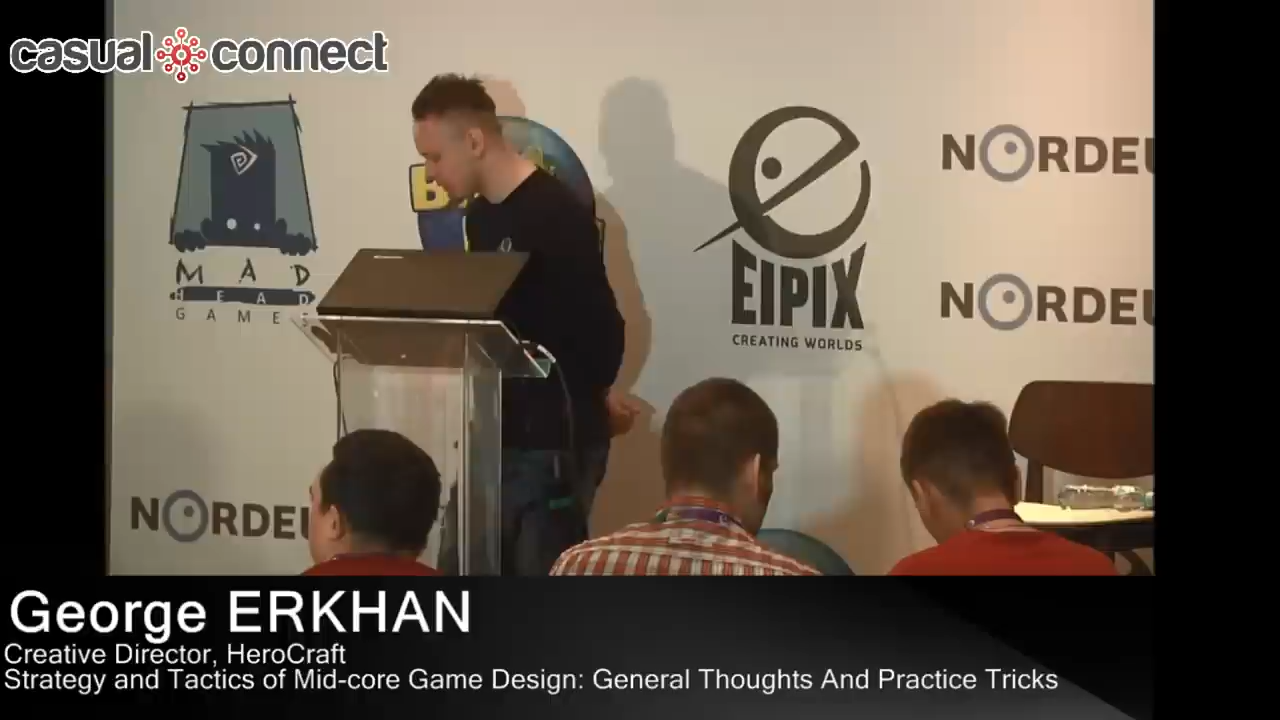 casual connect
MAD
HEAD
GAMES
B
EIPIX
CREATING WORLDS
NORDEU
NORDEU
NORDEU
George ERKHAN
Creative Director, HeroCraft
Strategy and Tactics of Mid-core Game Design: General Thoughts And Practice Tricks